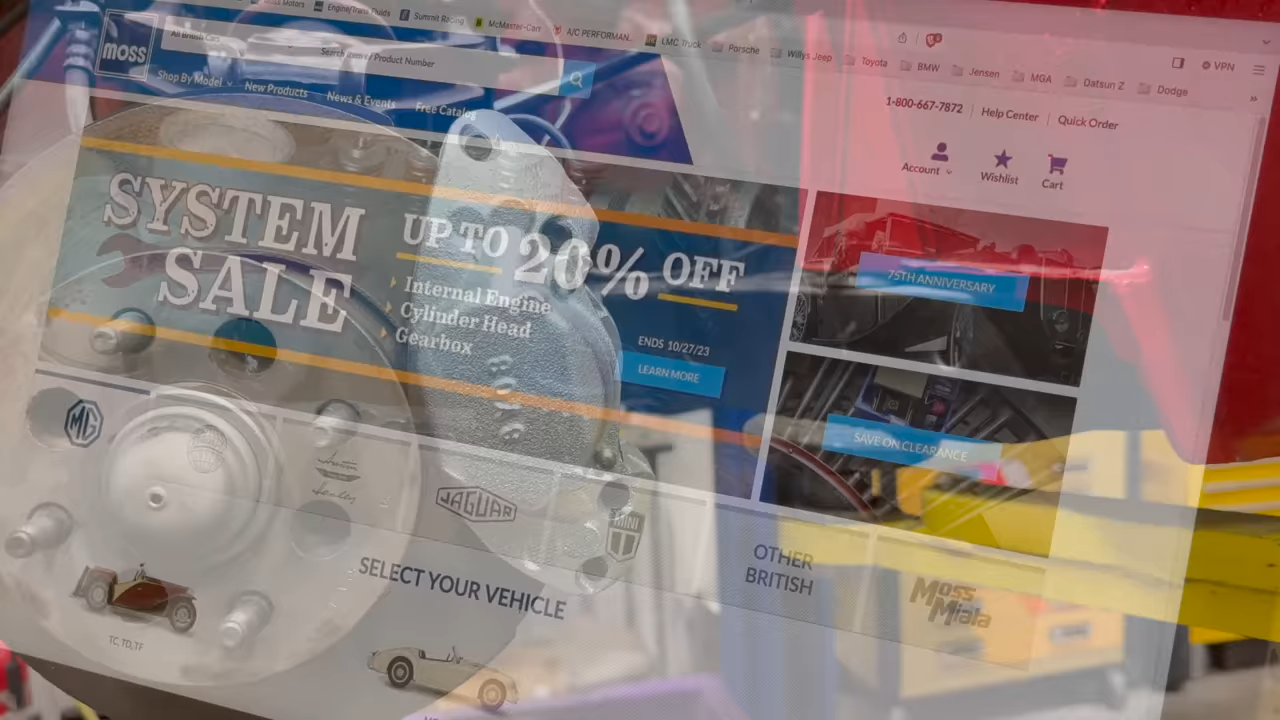 Moss Motors
Engine/Trans Fluids
Summit Racing
McMaster-Carr
A/C PERFORMAN...
LMC Truck
Porsche
Willys Jeep
Toyota
BMW
Jensen
MGA
Datsun Z
Dodge
VPN
moss
All British Cars
Search Items / Product Number
Shop By Model
New Products
News & Events
Free Catalog
1-800-667-7872
Help Center
Quick Order
Account
Wishlist
Cart
SYSTEM
SALE
UP TO 20% OFF
Internal Engine
Cylinder Head
Gearbox
ENDS 10/27/23
LEARN MORE
75TH ANNIVERSARY
SAVE ON CLEARANCE
MG
Austin
Healey
JAGUAR
MINI
OTHER
BRITISH
Moss
Miata
SELECT YOUR VEHICLE
TC, TD, TF